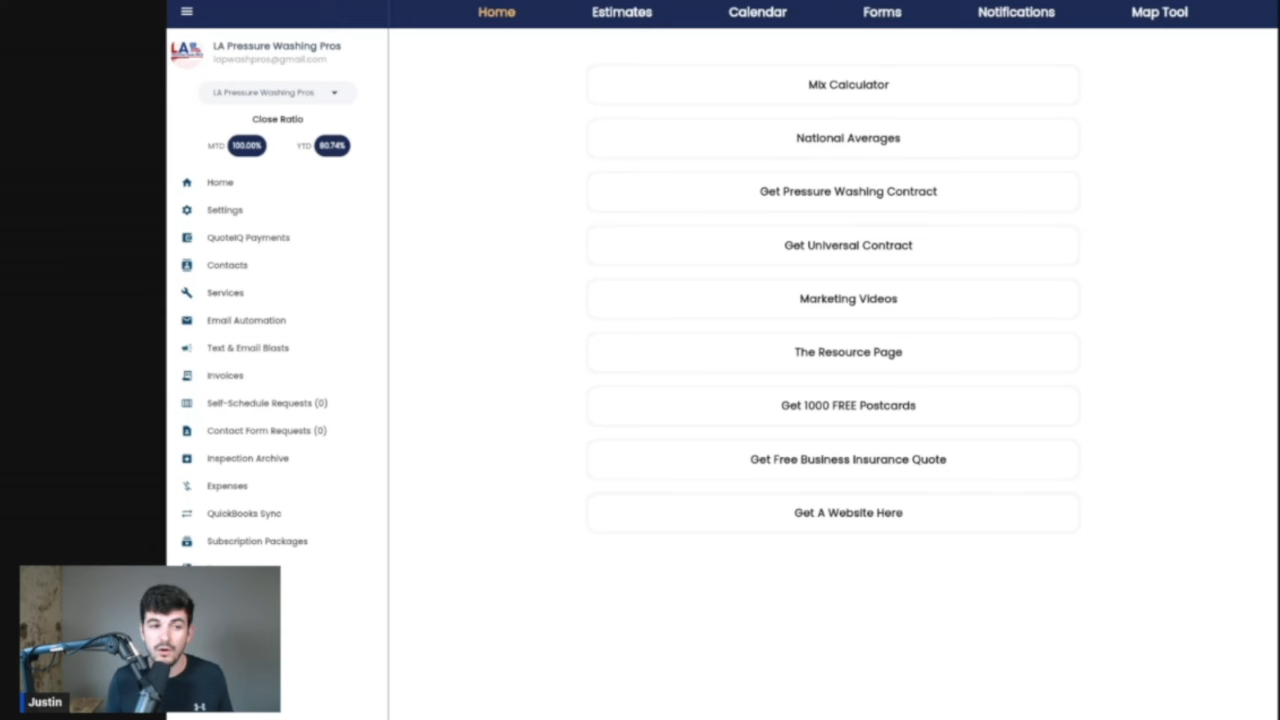 Home Estimates Calendar Forms Notifications Map Tool
LA Pressure Washing Pros
lapwashpros@gmail.com
LA Pressure Washing Pros
Close Ratio
MTD 100.00% YTD 80.74%
Home
Settings
QuoteIQ Payments
Contacts
Services
Email Automation
Text & Email Blasts
Invoices
Self-Schedule Requests (0)
Contact Form Requests (0)
Inspection Archive
Expenses
QuickBooks Sync
Subscription Packages
Mix Calculator
National Averages
Get Pressure Washing Contract
Get Universal Contract
Marketing Videos
The Resource Page
Get 1000 FREE Postcards
Get Free Business Insurance Quote
Get A Website Here
Justin